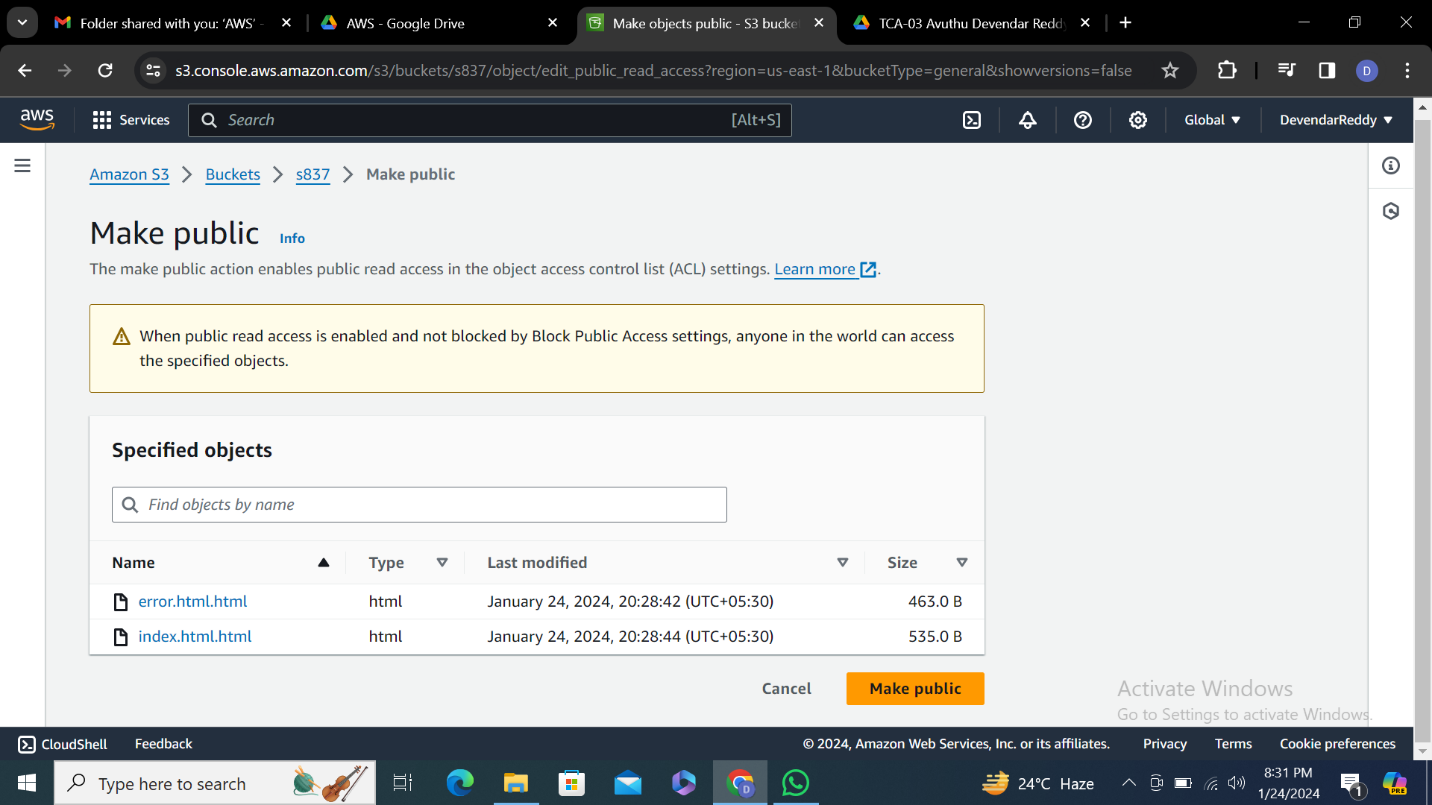 Folder shared with you: ‘AWS’ -
AWS - Google Drive
Make objects public - S3 bucke
TCA-03 Avuthu Devendar Reddy
s3.console.aws.amazon.com/s3/buckets/s837/object/edit_public_read_access?region=us-east-1&bucketType=general&showversions=false
D
aws
Services
Search
[Alt+S]
Global
DevendarReddy
Amazon S3
Buckets
s837
Make public
Make public
Info
The make public action enables public read access in the object access control list (ACL) settings. Learn more.
When public read access is enabled and not blocked by Block Public Access settings, anyone in the world can access
the specified objects.
Specified objects
Find objects by name
Name
Type
Last modified
Size
error.html.html
html
January 24, 2024, 20:28:42 (UTC+05:30)
463.0 B
index.html.html
html
January 24, 2024, 20:28:44 (UTC+05:30)
535.0 B
Cancel
Make public
Activate Windows
Go to Settings to activate Windows.
CloudShell
Feedback
© 2024, Amazon Web Services, Inc. or its affiliates.
Privacy
Terms
Cookie preferences
Type here to search
D
24°C Haze
8:31 PM
1/24/2024
1
PRE